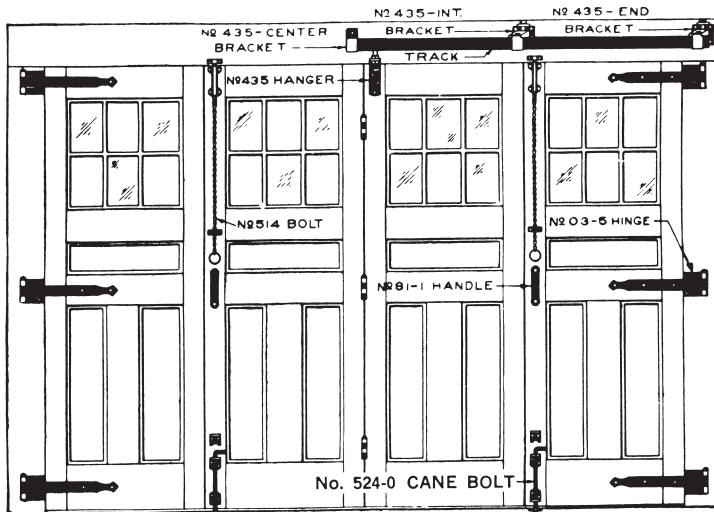 Nº 435-INT.
BRACKET
Nº 435-END
BRACKET
Nº 435-CENTER
BRACKET
TRACK
Nº435 HANGER
Nº514 BOLT
Nº 03-5 HINGE
Nº81-1 HANDLE
No. 524-0 CANE BOLT